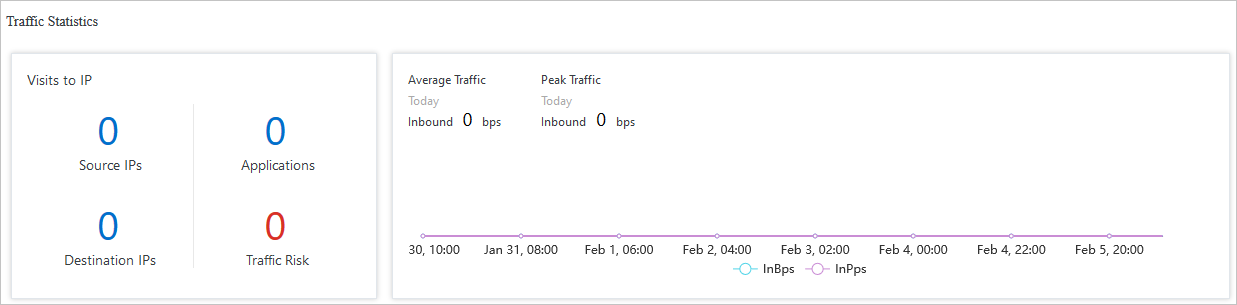 Traffic Statistics
Visits to IP
0
Source IPs
0
Applications
0
Destination IPs
0
Traffic Risk
Average Traffic
Today
Inbound 0 bps
Peak Traffic
Today
Inbound 0 bps
30, 10:00 Jan 31, 08:00 Feb 1, 06:00 Feb 2, 04:00 Feb 3, 02:00 Feb 4, 00:00 Feb 4, 22:00 Feb 5, 20:00
InBps InPps